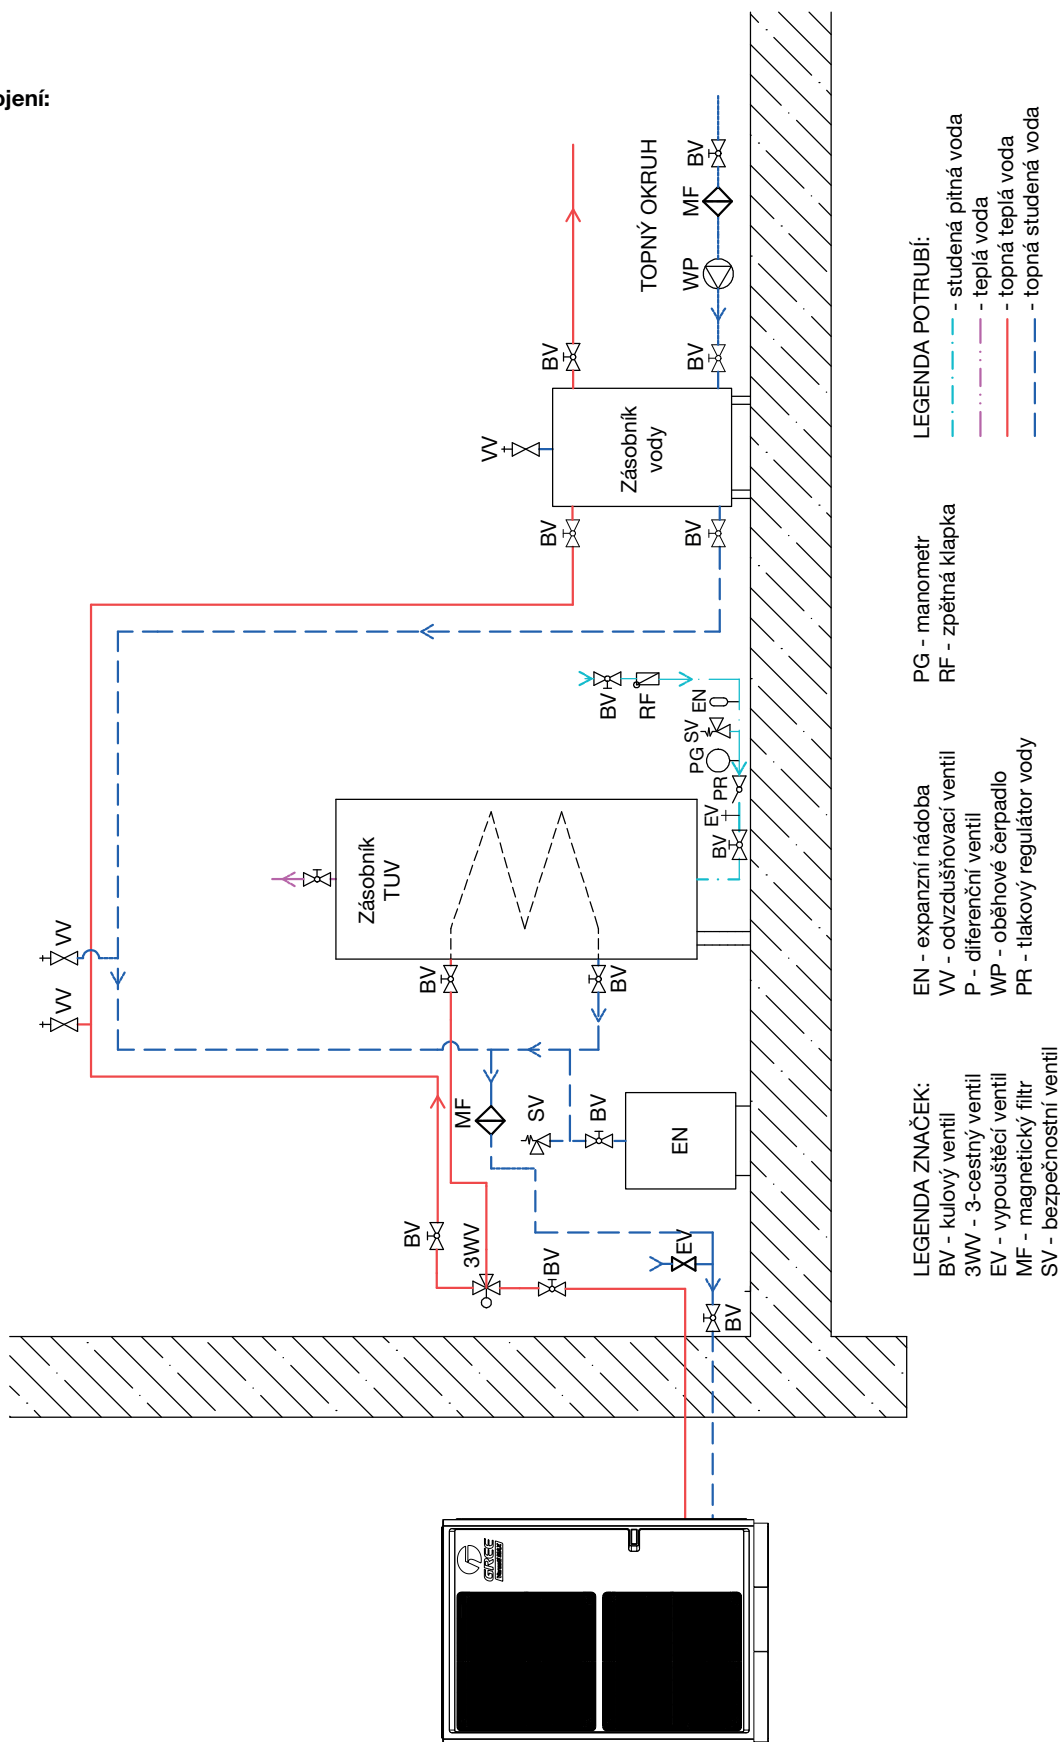 ojení:
TOPNÝ OKRUH
BV
MF
WP
BV
BV
VV
Zásobník
vody
BV
BV
VV
VV
Zásobník
TUV
BV
BV
BV
RF
EN
SV
PG
PR
EV
BV
MF
SV
BV
EN
BV
3WV
BV
EV
BV
GREE
LEGENDA ZNAČEK:
BV - kulový ventil
3WV - 3-cestný ventil
EV - vypouštěcí ventil
MF - magnetický filtr
SV - bezpečnostní ventil
EN - expanzní nádoba
VV - odvzdušňovací ventil
P - diferenční ventil
WP - oběhové čerpadlo
PR - tlakový regulátor vody
PG - manometr
RF - zpětná klapka
LEGENDA POTRUBÍ:
- studená pitná voda
- teplá voda
- topná teplá voda
- topná studená voda